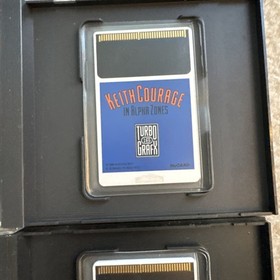 KEITH COURAGE
IN ALPHA ZONES
TURBO
GRAFX